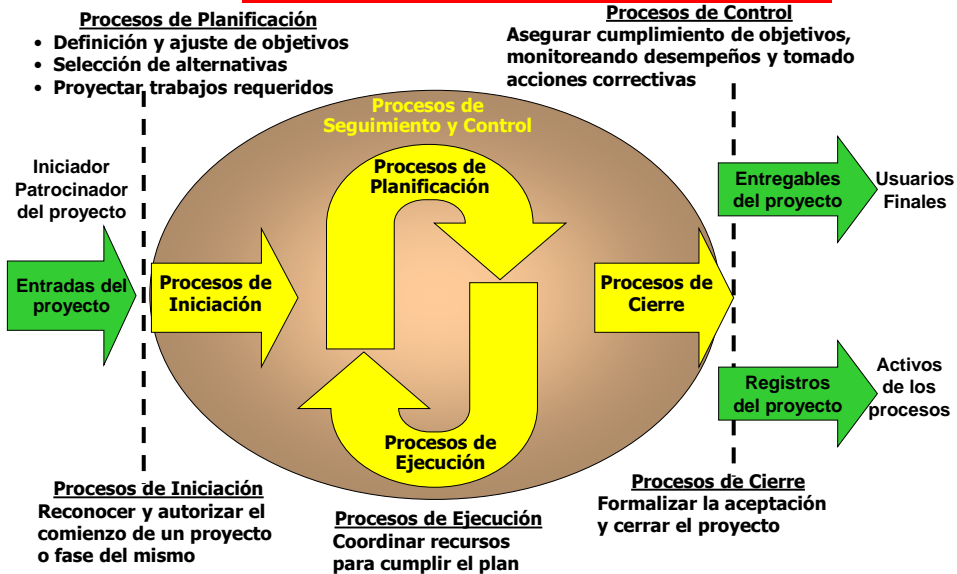 Procesos de Planificación
• Definición y ajuste de objetivos
• Selección de alternativas
• Proyectar trabajos requeridos
Procesos de Control
Asegurar cumplimiento de objetivos,
monitoreando desempeños y tomado
acciones correctivas
Procesos de
Seguimiento y Control
Iniciador
Patrocinador
del proyecto
Entradas del
proyecto
Procesos de
Iniciación
Procesos de
Planificación
Procesos de
Ejecución
Procesos de
Cierre
Entregables
del proyecto
Usuarios
Finales
Registros
del proyecto
Activos
de los
procesos
Procesos de Iniciación
Reconocer y autorizar el
comienzo de un proyecto
o fase del mismo
Procesos de Ejecución
Coordinar recursos
para cumplir el plan
Procesos de Cierre
Formalizar la aceptación
y cerrar el proyecto